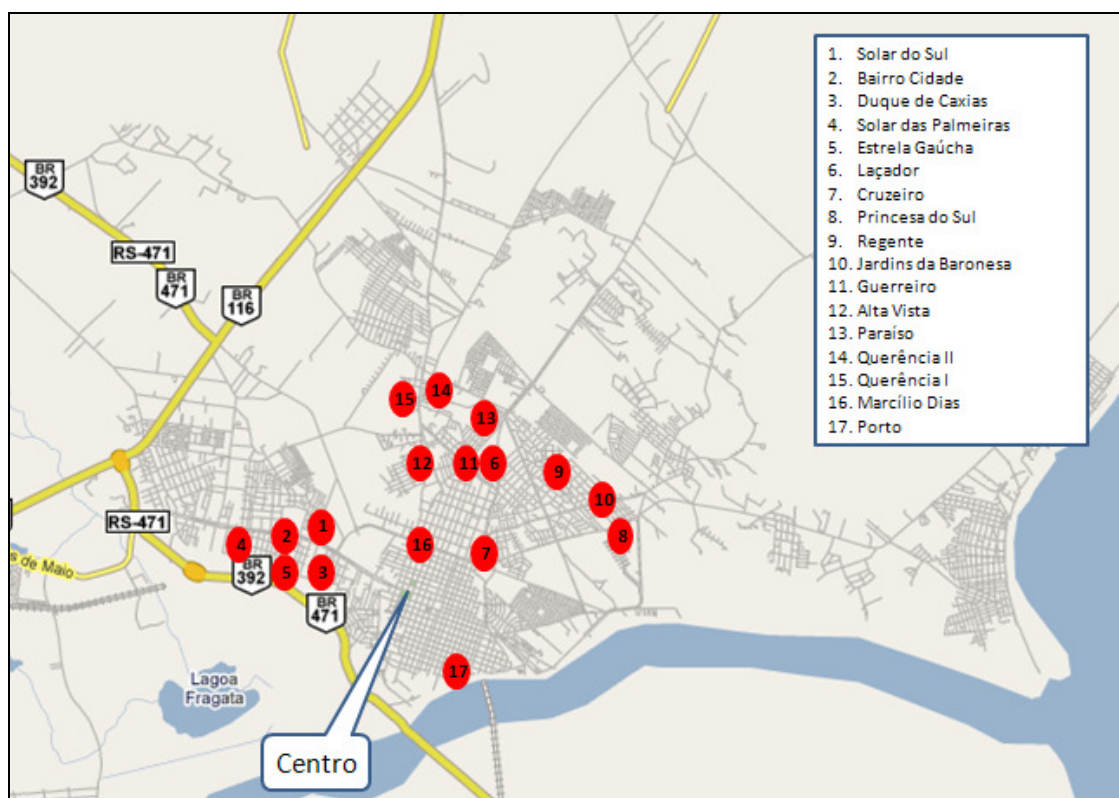 1. Solar do Sul
2. Bairro Cidade
3. Duque de Caxias
4. Solar das Palmeiras
5. Estrela Gaúcha
6. Laçador
7. Cruzeiro
8. Princesa do Sul
9. Regente
10. Jardins da Baronesa
11. Guerreiro
12. Alta Vista
13. Paraíso
14. Querência II
15. Querência I
16. Marcílio Dias
17. Porto
BR
392
RS-471
BR
471
BR
116
14
15
13
12
11
6
9
10
1
2
8
RS-471
4
16
7
s de Maio
BR
392
5
3
BR
471
17
Lagoa
Fragata
Centro